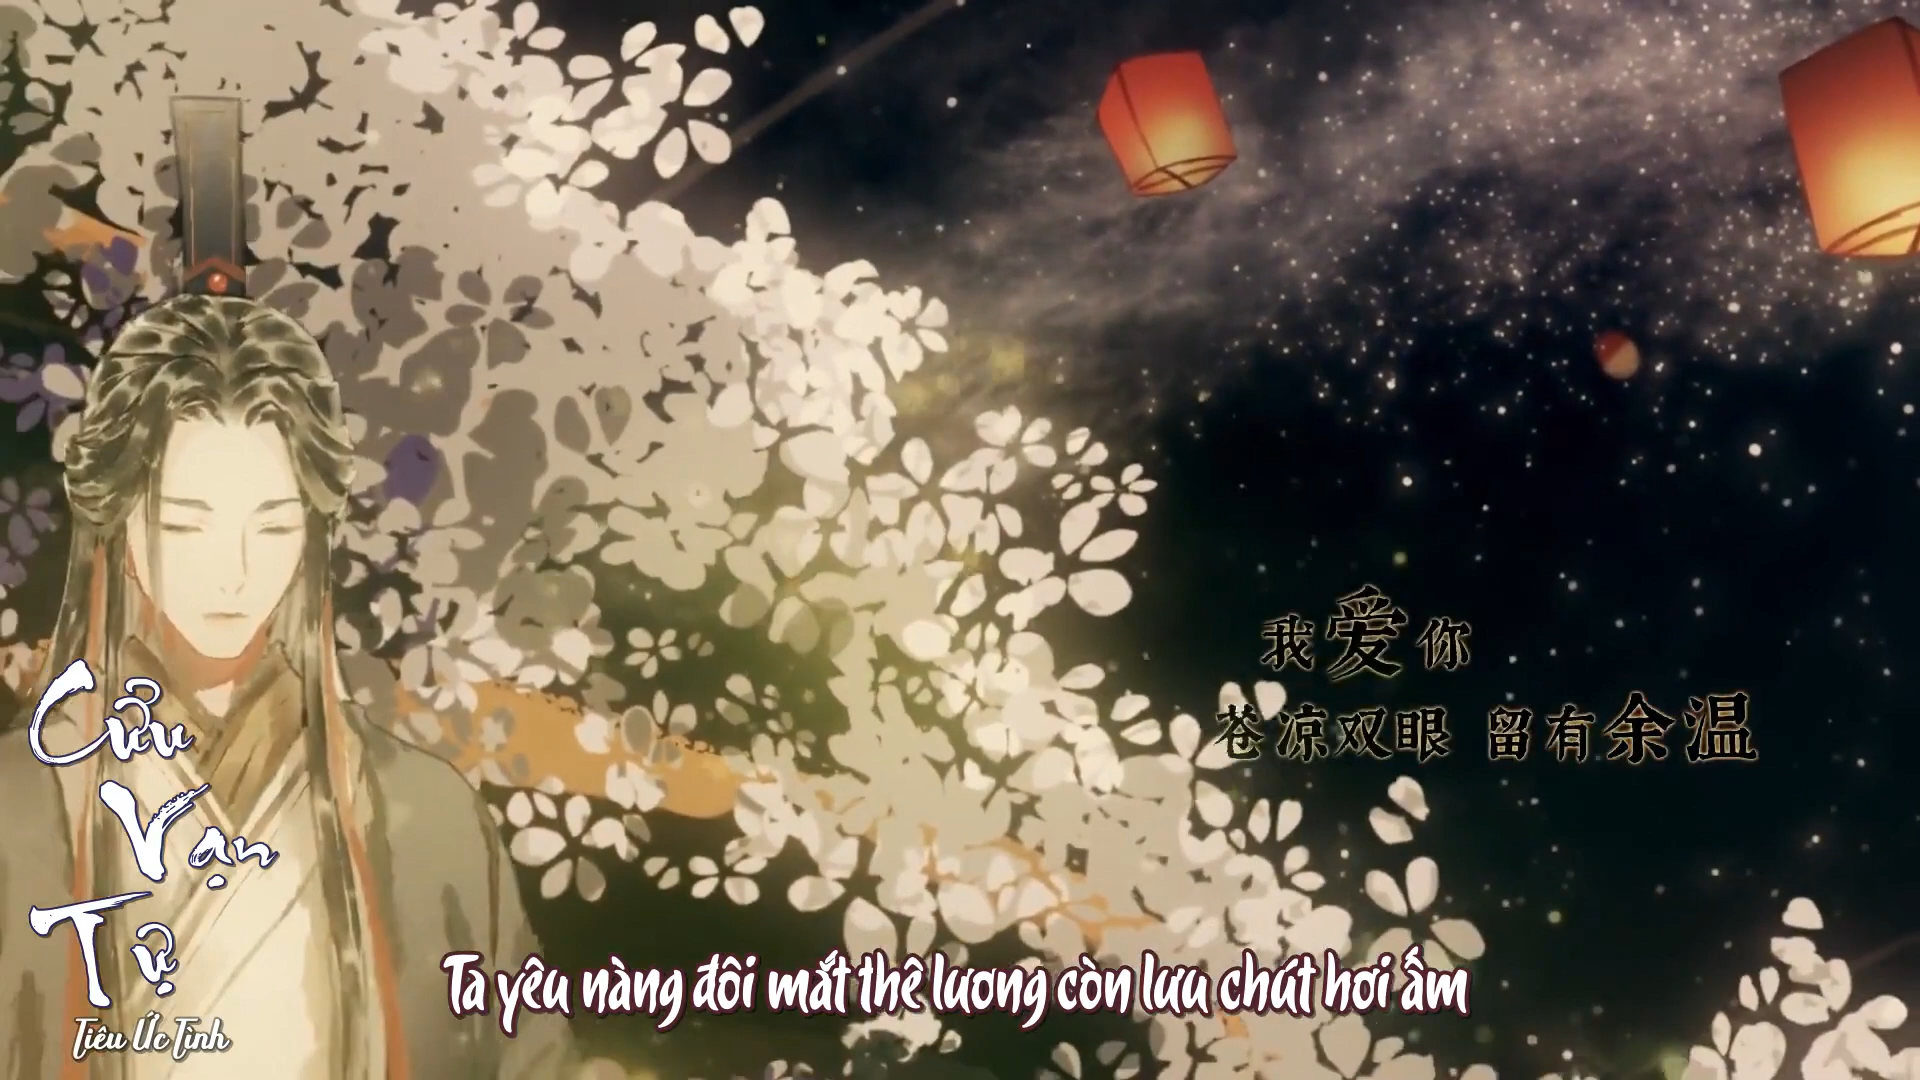 我爱你
苍凉双眼 留有余温
Cửu
Vạn
Tự
Tiêu Ức Tình
Ta yêu nàng đôi mắt thê lương còn lưu chút hơi ấm